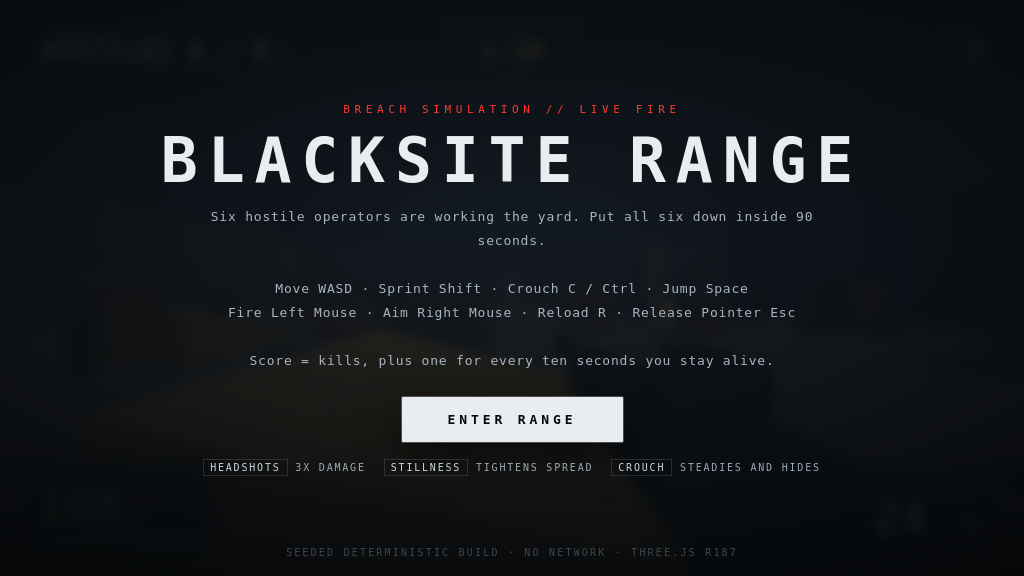 BREACH SIMULATION // LIVE FIRE
BLACKSITE RANGE
Six hostile operators are working the yard. Put all six down inside 90
seconds.
Move WASD · Sprint Shift · Crouch C / Ctrl · Jump Space
Fire Left Mouse · Aim Right Mouse · Reload R · Release Pointer Esc
Score = kills, plus one for every ten seconds you stay alive.
ENTER RANGE
HEADSHOTS 3X DAMAGE STILLNESS TIGHTENS SPREAD CROUCH STEADIES AND HIDES
SEEDED DETERMINISTIC BUILD · NO NETWORK · THREE.JS R187